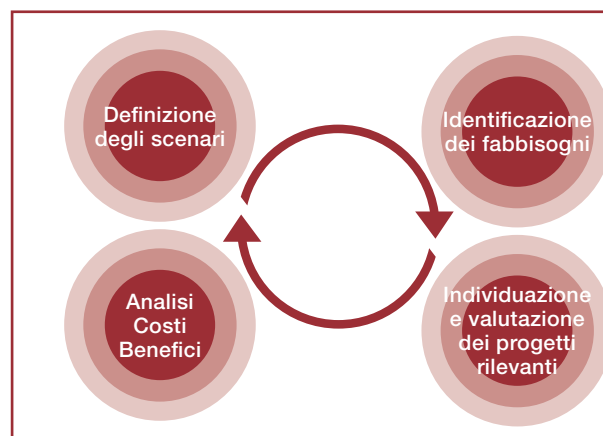 Definizione
degli scenari
Identificazione
dei fabbisogni
Analisi
Costi
Benefici
Individuazione
e valutazione
dei progetti
rilevanti